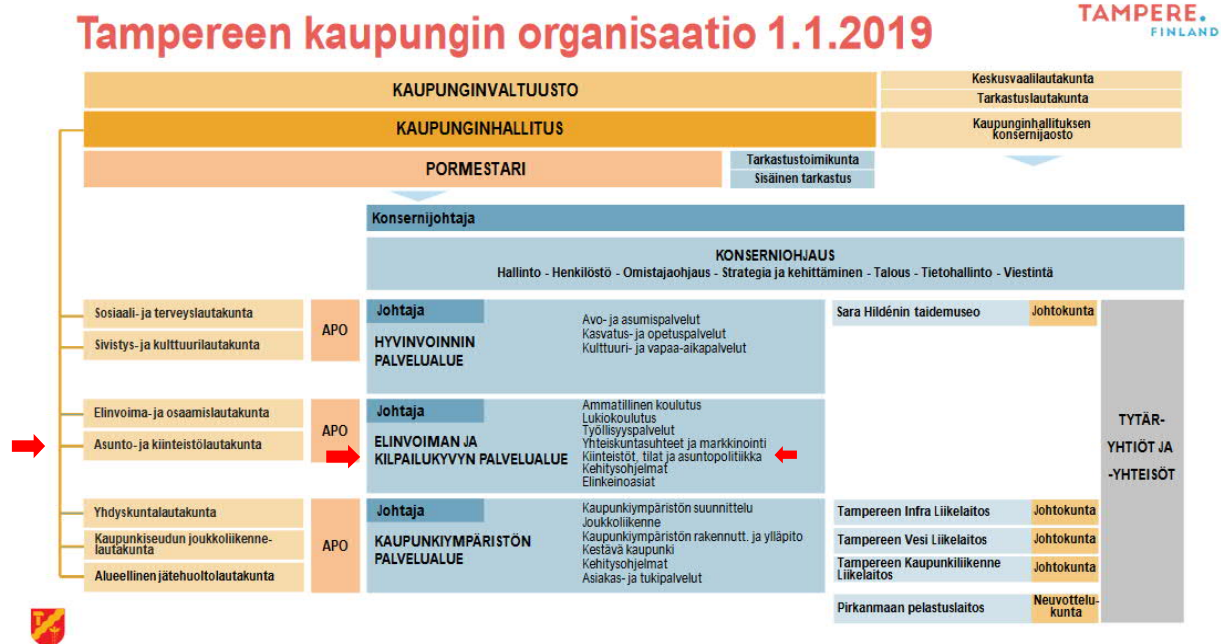 Tampereen kaupungin organisaatio 1.1.2019
TAMPERE.
FINLAND
KAUPUNGINVALTUUSTO
Keskusvaalilautakunta
Tarkastuslautakunta
KAUPUNGINHALLITUS
Kaupunginhallituksen
konsernijaosto
PORMESTARI
Tarkastustoimikunta
Sisäinen tarkastus
Konsernijohtaja
KONSERNIOHJAUS
Hallinto - Henkilöstö - Omistajaohjaus - Strategia ja kehittäminen - Talous - Tietohallinto - Viestintä
Sosiaali- ja terveyslautakunta
Sivistys- ja kulttuurilautakunta
APO
Johtaja
HYVINVOINNIN
PALVELUALUE
Avo- ja asumispalvelut
Kasvatus- ja opetuspalvelut
Kulttuuri- ja vapaa-aikapalvelut
Sara Hildénin taidemuseo
Johtokunta
Elinvoima- ja osaamislautakunta
Asunto- ja kiinteistölautakunta
APO
Johtaja
ELINVOIMAN JA
KILPAILUKYVYN PALVELUALUE
Ammatillinen koulutus
Lukiokoulutus
Työllisyyspalvelut
Yhteiskuntasuhteet ja markkinointi
Kiinteistöt, tilat ja asuntopolitiikka
Kehitysohjelmat
Elinkeinoasiat
TYTÄR-
YHTIÖT JA
-YHTEISÖT
Yhdyskuntalautakunta
Kaupunkiseudun joukkoliikenne-
lautakunta
Alueellinen jätehuoltolautakunta
APO
Johtaja
KAUPUNKIYMPÄRISTÖN
PALVELUALUE
Kaupunkiympäristön suunnittelu
Joukkoliikenne
Kaupunkiympäristön rakennutt. ja ylläpito
Kestävä kaupunki
Kehitysohjelmat
Asiakas- ja tukipalvelut
Tampereen Infra Liikelaitos
Johtokunta
Tampereen Vesi Liikelaitos
Johtokunta
Tampereen Kaupunkiliikenne
Liikelaitos
Johtokunta
Pirkanmaan pelastuslaitos
Neuvottelu-
kunta